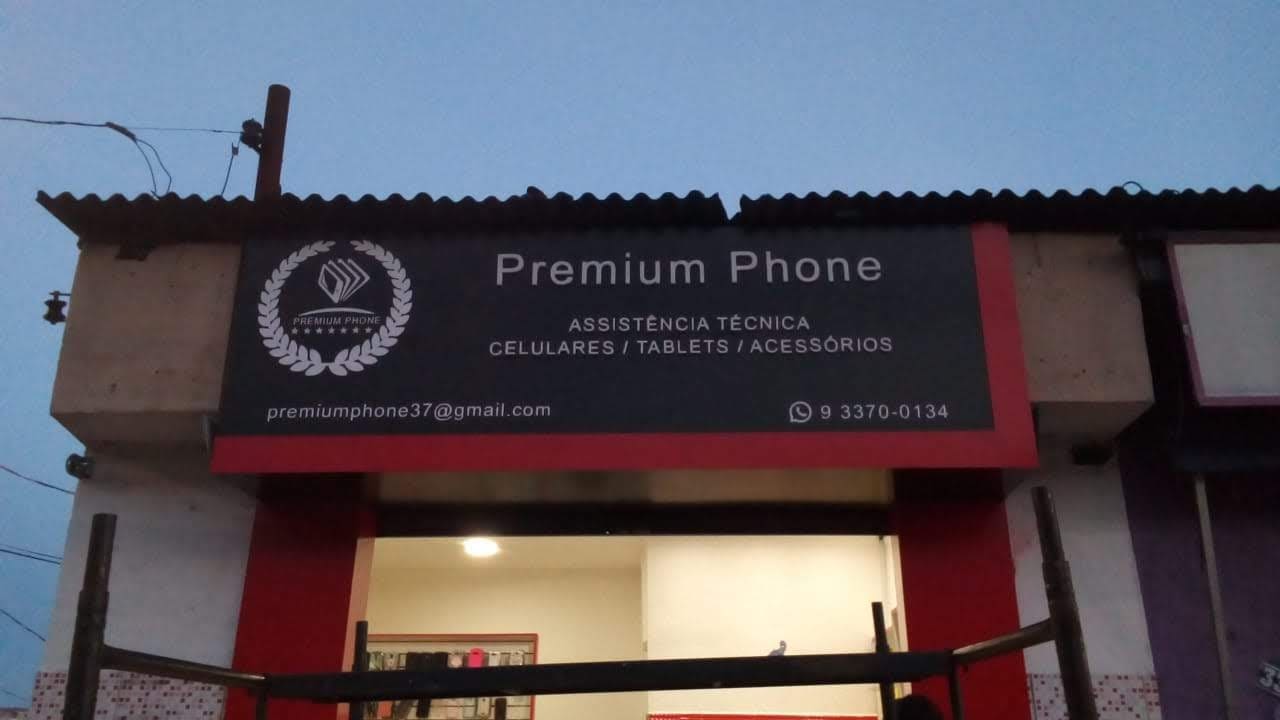 Premium Phone
PREMIUM PHONE
ASSISTÊNCIA TÉCNICA
CELULARES / TABLETS / ACESSÓRIOS
premiumphone37@gmail.com
9 3370-0134